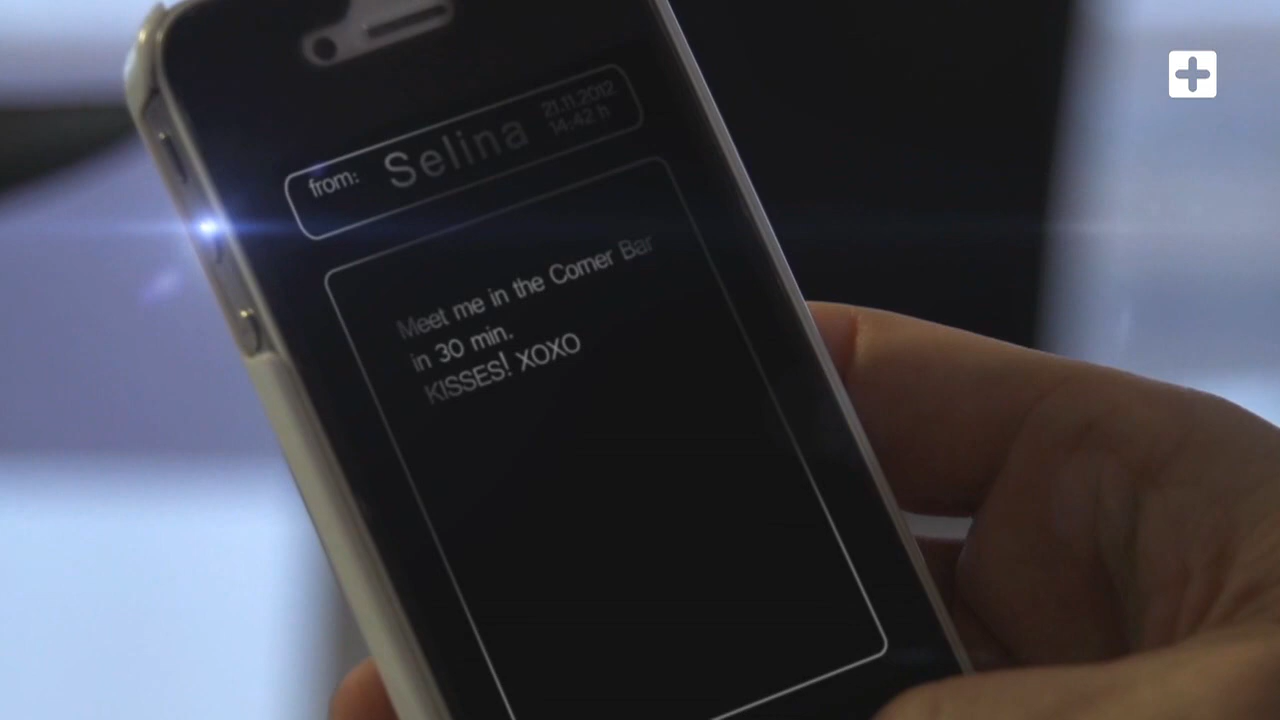 from: Selina 21.11.2012
14:42 h
Meet me in the Corner Bar
in 30 min.
KISSES! XOXO